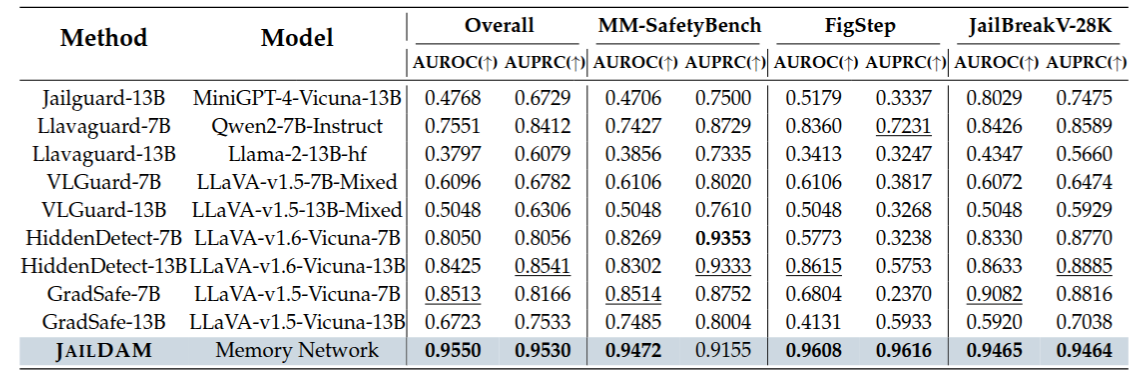 Method Model Overall MM-SafetyBench FigStep JailBreakV-28K
AUROC(↑) AUPRC(↑) AUROC(↑) AUPRC(↑) AUROC(↑) AUPRC(↑) AUROC(↑) AUPRC(↑)
Jailguard-13B MiniGPT-4-Vicuna-13B 0.4768 0.6729 0.4706 0.7500 0.5179 0.3337 0.8029 0.7475
Llavaguard-7B Qwen2-7B-Instruct 0.7551 0.8412 0.7427 0.8729 0.8360 0.7231 0.8426 0.8589
Llavaguard-13B Llama-2-13B-hf 0.3797 0.6079 0.3856 0.7335 0.3413 0.3247 0.4347 0.5660
VLGuard-7B LLaVA-v1.5-7B-Mixed 0.6096 0.6782 0.6106 0.8020 0.6106 0.3817 0.6072 0.6474
VLGuard-13B LLaVA-v1.5-13B-Mixed 0.5048 0.6306 0.5048 0.7610 0.5048 0.3268 0.5048 0.5929
HiddenDetect-7B LLaVA-v1.6-Vicuna-7B 0.8050 0.8056 0.8269 0.9353 0.5773 0.3238 0.8330 0.8770
HiddenDetect-13B LLaVA-v1.6-Vicuna-13B 0.8425 0.8541 0.8302 0.9333 0.8615 0.5753 0.8633 0.8885
GradSafe-7B LLaVA-v1.5-Vicuna-7B 0.8513 0.8166 0.8514 0.8752 0.6804 0.2370 0.9082 0.8816
GradSafe-13B LLaVA-v1.5-Vicuna-13B 0.6723 0.7533 0.7485 0.8004 0.4131 0.5933 0.5920 0.7038
JAILDAM Memory Network 0.9550 0.9530 0.9472 0.9155 0.9608 0.9616 0.9465 0.9464